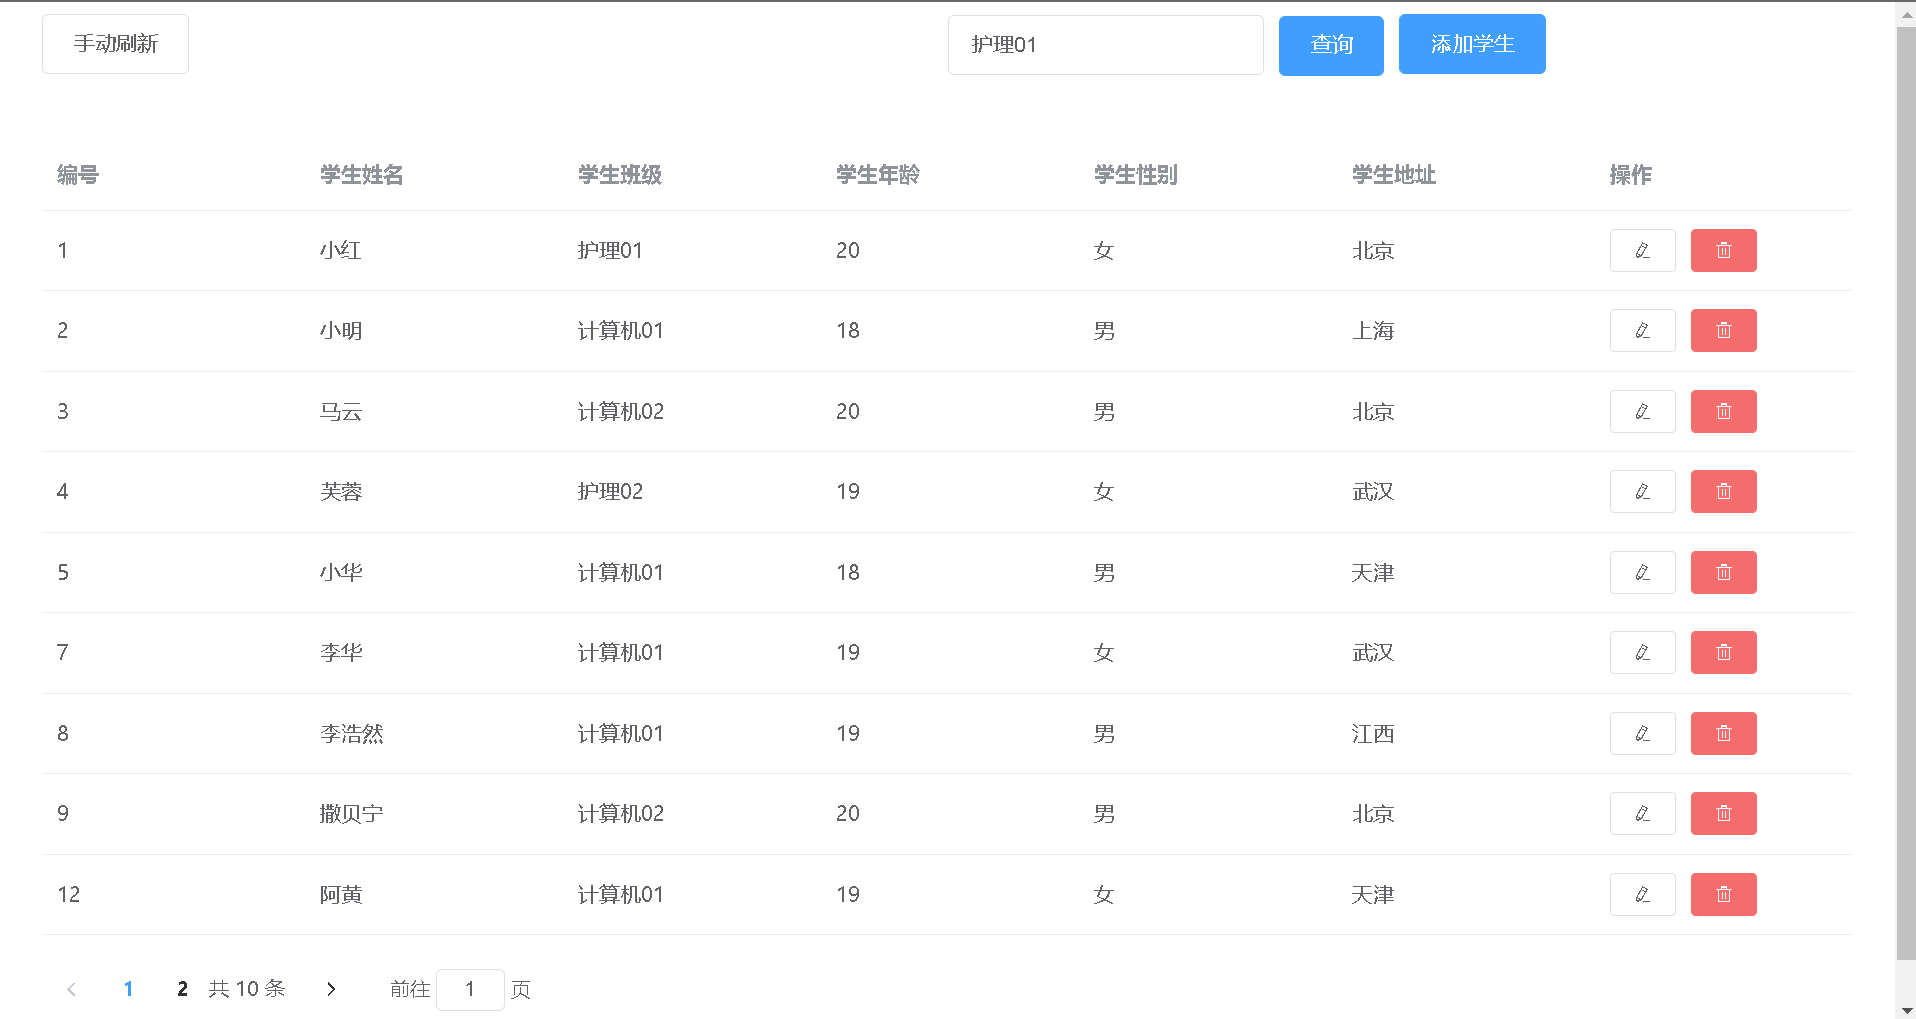 手动刷新 护理01 查询 添加学生
编号 学生姓名 学生班级 学生年龄 学生性别 学生地址 操作
1 小红 护理01 20 女 北京
2 小明 计算机01 18 男 上海
3 马云 计算机02 20 男 北京
4 芙蓉 护理02 19 女 武汉
5 小华 计算机01 18 男 天津
7 李华 计算机01 19 女 武汉
8 李浩然 计算机01 19 男 江西
9 撒贝宁 计算机02 20 男 北京
12 阿黄 计算机01 19 女 天津
1 2 共 10 条 前往 1 页